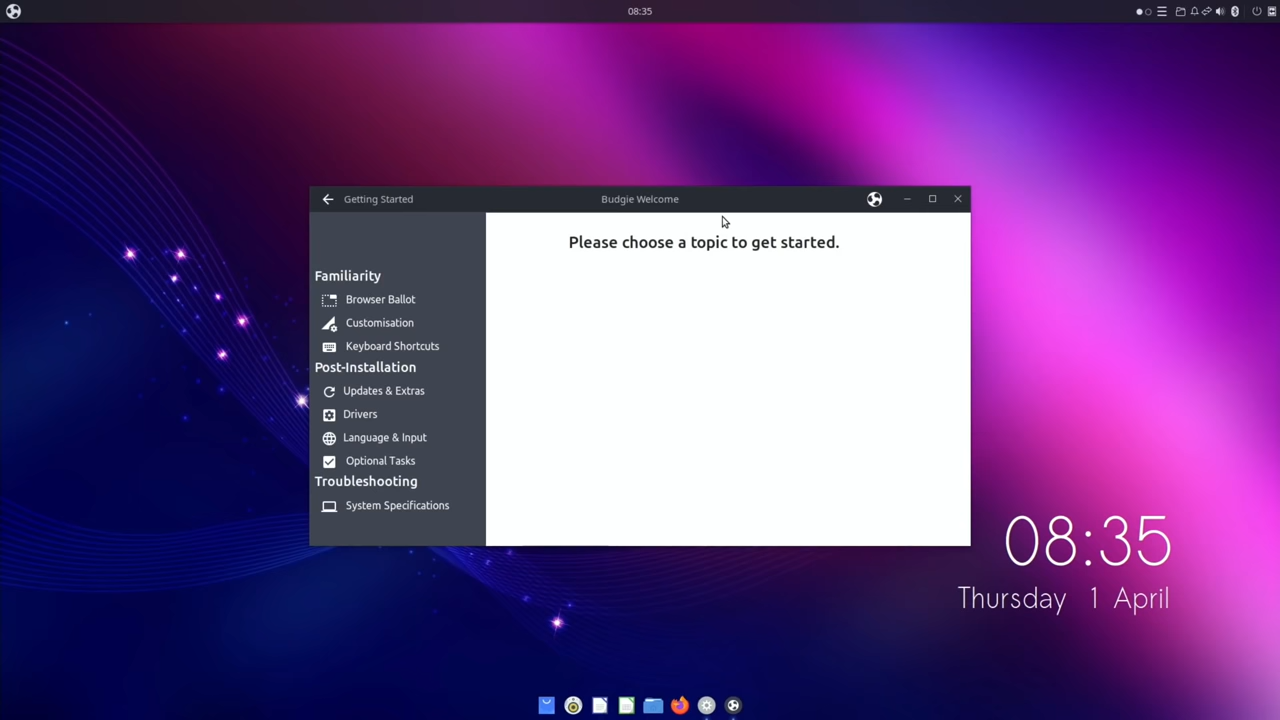 08:35
Getting Started
Budgie Welcome
Please choose a topic to get started.
Familiarity
Browser Ballot
Customisation
Keyboard Shortcuts
Post-Installation
Updates & Extras
Drivers
Language & Input
Optional Tasks
Troubleshooting
System Specifications
08:35
Thursday 1 April